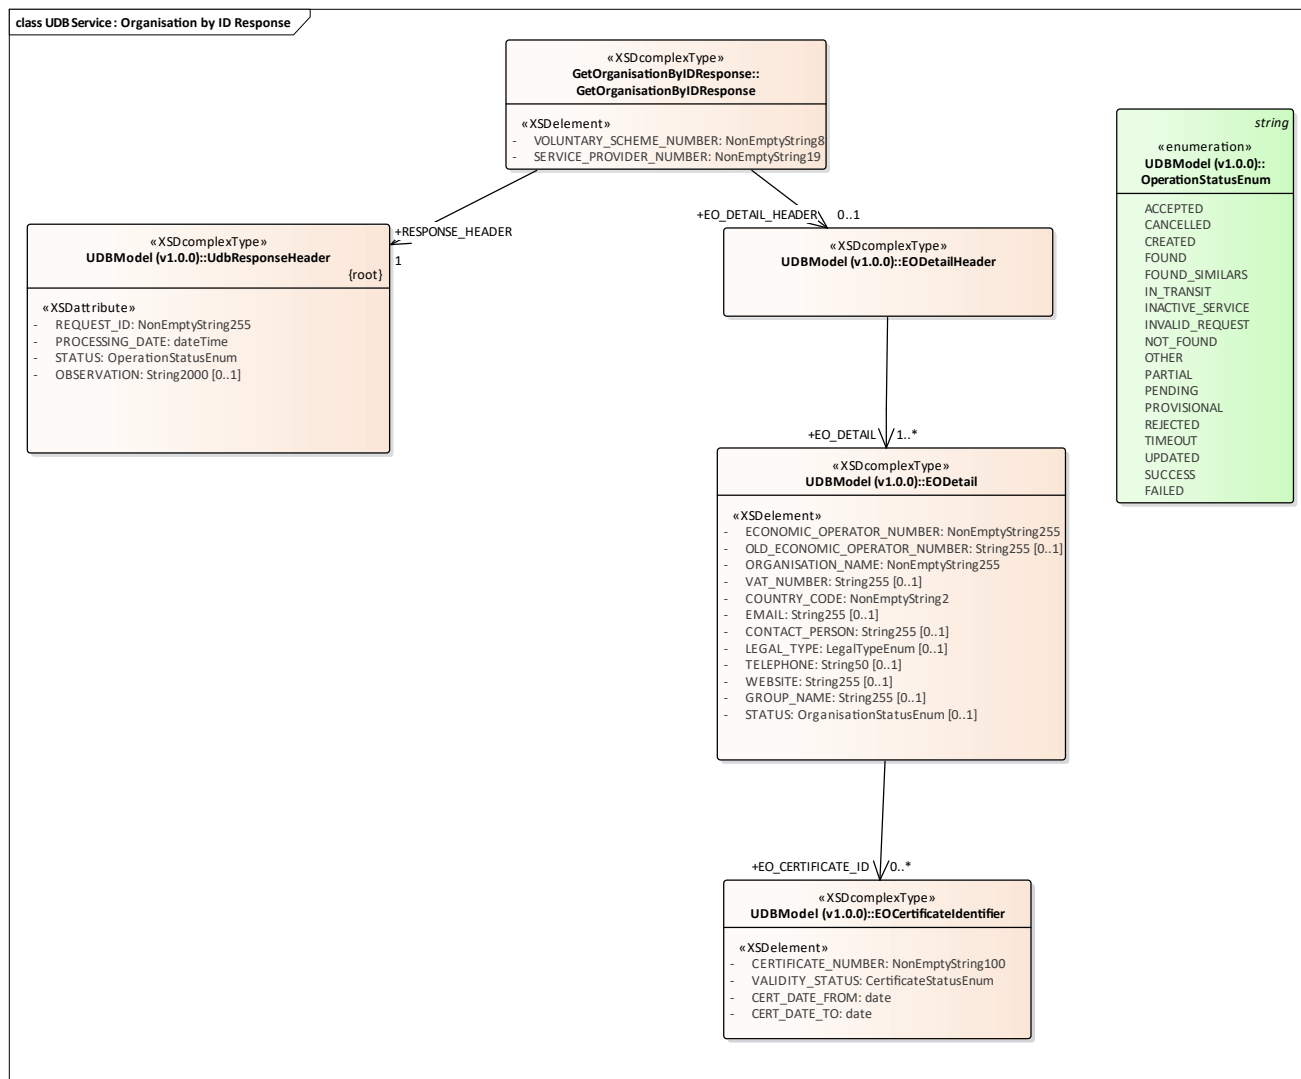 class UDB Service : Organisation by ID Response
«XSDcomplexType»
GetOrganisationByIDResponse::
GetOrganisationByIDResponse
«XSDelement»
- VOLUNTARY_SCHEME_NUMBER: NonEmptyString8
- SERVICE_PROVIDER_NUMBER: NonEmptyString19
string
«enumeration»
UDBModel (v1.0.0)::
OperationStatusEnum
ACCEPTED
CANCELLED
CREATED
FOUND
FOUND_SIMILARS
IN_TRANSIT
INACTIVE_SERVICE
INVALID_REQUEST
NOT_FOUND
OTHER
PARTIAL
PENDING
PROVISIONAL
REJECTED
TIMEOUT
UPDATED
SUCCESS
FAILED
+RESPONSE_HEADER
1
+EO_DETAIL_HEADER 0..1
«XSDcomplexType»
UDBModel (v1.0.0)::UdbResponseHeader
{root}
«XSDattribute»
- REQUEST_ID: NonEmptyString255
- PROCESSING_DATE: dateTime
- STATUS: OperationStatusEnum
- OBSERVATION: String2000 [0..1]
«XSDcomplexType»
UDBModel (v1.0.0)::EODetailHeader
+EO_DETAIL 1..*
«XSDcomplexType»
UDBModel (v1.0.0)::EODetail
«XSDelement»
- ECONOMIC_OPERATOR_NUMBER: NonEmptyString255
- OLD_ECONOMIC_OPERATOR_NUMBER: String255 [0..1]
- ORGANISATION_NAME: NonEmptyString255
- VAT_NUMBER: String255 [0..1]
- COUNTRY_CODE: NonEmptyString2
- EMAIL: String255 [0..1]
- CONTACT_PERSON: String255 [0..1]
- LEGAL_TYPE: LegalTypeEnum [0..1]
- TELEPHONE: String50 [0..1]
- WEBSITE: String255 [0..1]
- GROUP_NAME: String255 [0..1]
- STATUS: OrganisationStatusEnum [0..1]
+EO_CERTIFICATE_ID 0..*
«XSDcomplexType»
UDBModel (v1.0.0)::EOCertificateIdentifier
«XSDelement»
- CERTIFICATE_NUMBER: NonEmptyString100
- VALIDITY_STATUS: CertificateStatusEnum
- CERT_DATE_FROM: date
- CERT_DATE_TO: date